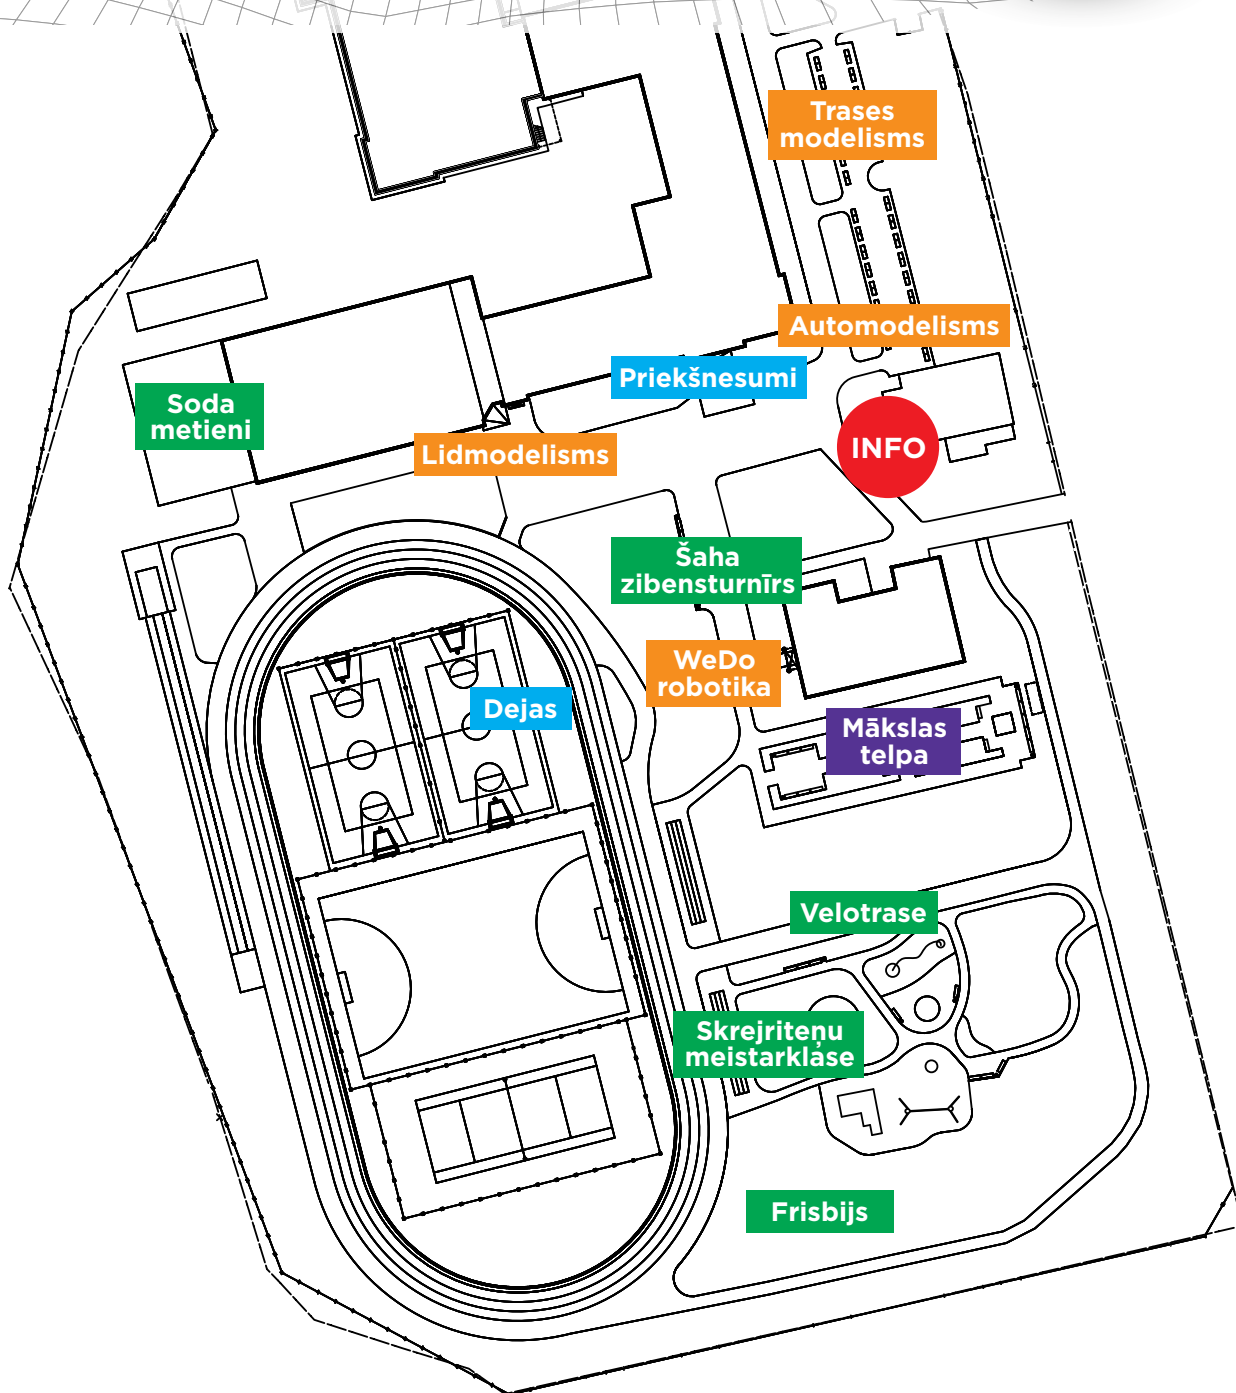 Trases
modelisms
Automodelisms
Priekšnesumi
Soda
metieni
Lidmodelisms
INFO
Šaha
zibensturnīrs
WeDo
robotika
Dejas
Mākslas
telpa
Velotrase
Skrejriteņu
meistarklase
Frisbijs